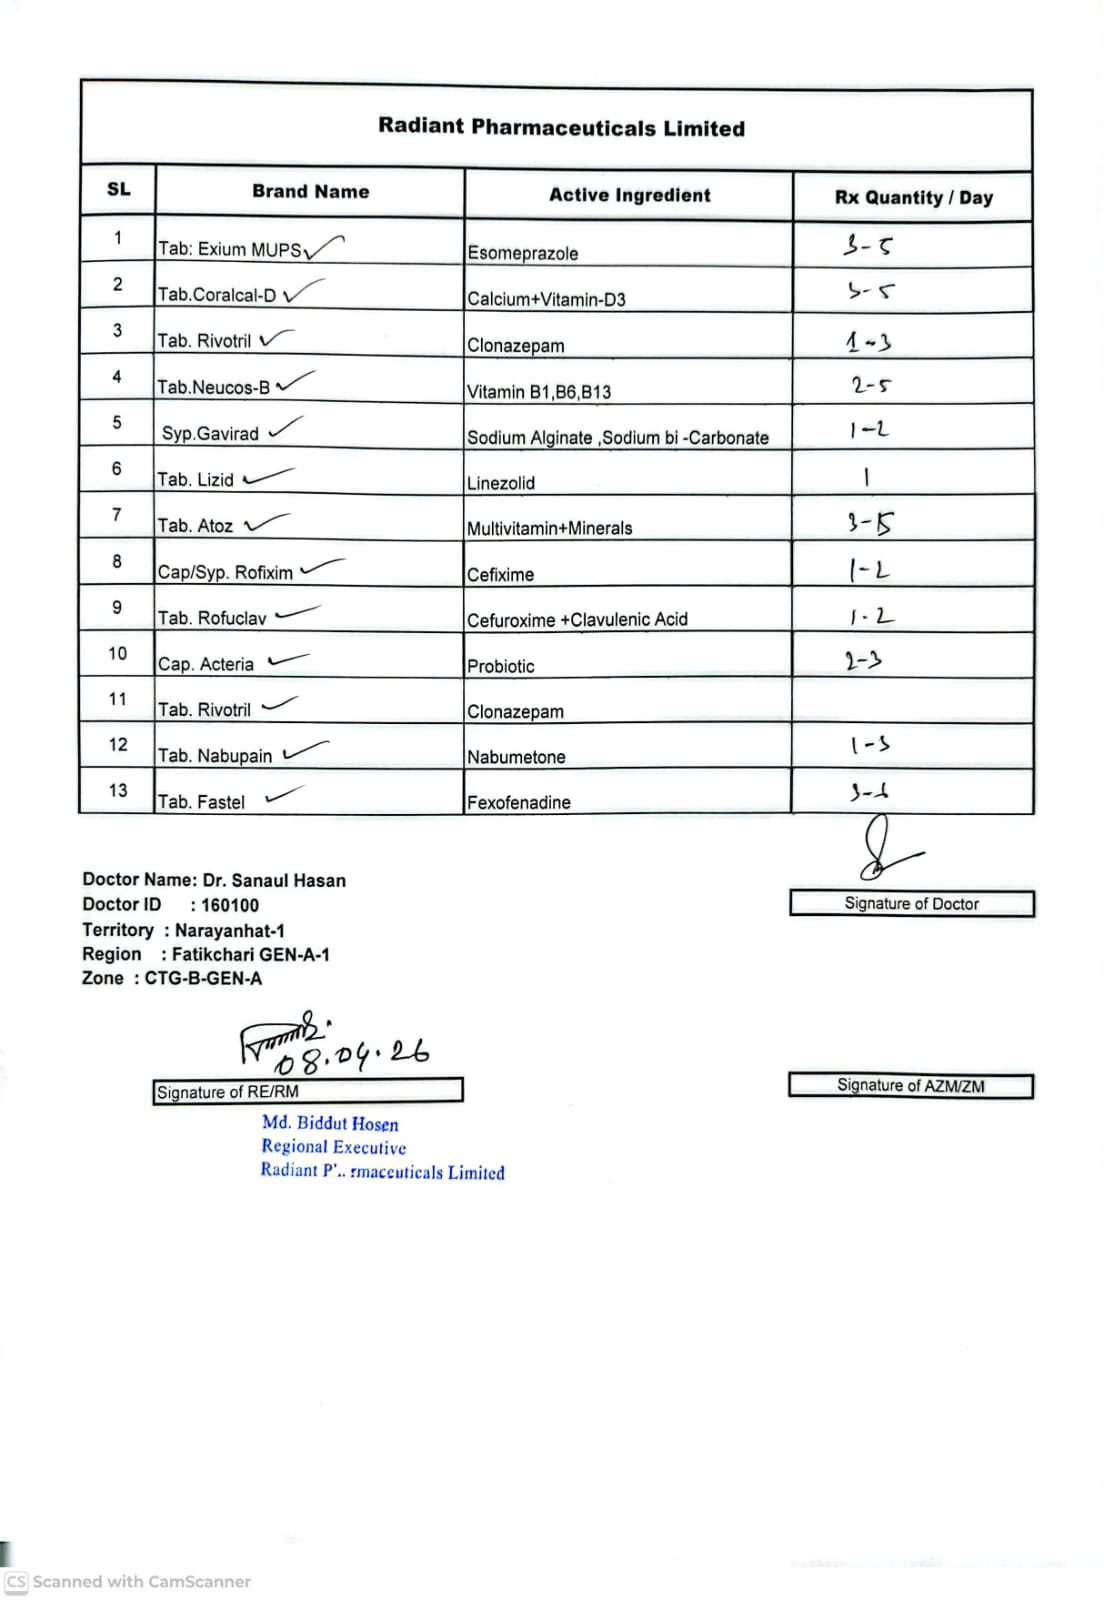 Radiant Pharmaceuticals Limited
SL Brand Name Active Ingredient Rx Quantity / Day
1 Tab: Exium MUPS Esomeprazole 3-5
2 Tab.Coralcal-D Calcium+Vitamin-D3 3-5
3 Tab. Rivotril Clonazepam 1-3
4 Tab.Neucos-B Vitamin B1,B6,B13 2-5
5 Syp.Gavirad Sodium Alginate ,Sodium bi -Carbonate 1-2
6 Tab. Lizid Linezolid 1
7 Tab. Atoz Multivitamin+Minerals 3-5
8 Cap/Syp. Rofixim Cefixime 1-2
9 Tab. Rofuclav Cefuroxime +Clavulenic Acid 1-2
10 Cap. Acteria Probiotic 2-3
11 Tab. Rivotril Clonazepam
12 Tab. Nabupain Nabumetone 1-3
13 Tab. Fastel Fexofenadine
Doctor Name: Dr. Sanaul Hasan
Doctor ID : 160100
Territory : Narayanhat-1
Region : Fatikchari GEN-A-1
Zone : CTG-B-GEN-A
Signature of Doctor
08.04.26
Signature of RE/RM
Signature of AZM/ZM
Md. Biddut Hosen
Regional Executive
Radiant P'.. rmaceuticals Limited
CS Scanned with CamScanner